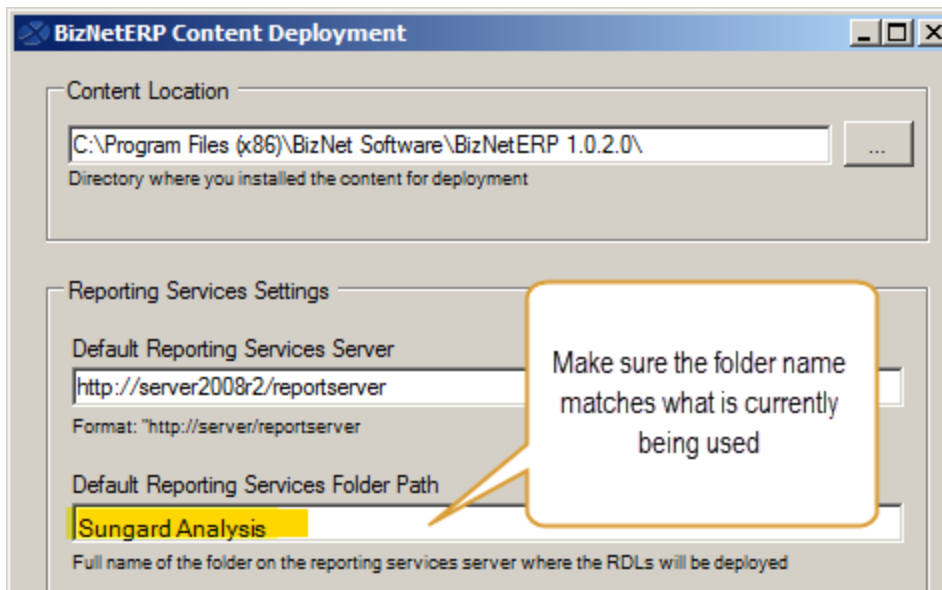 BizNetERP Content Deployment
Content Location
C:\Program Files (x86)\BizNet Software\BizNetERP 1.0.2.0\
...
Directory where you installed the content for deployment
Reporting Services Settings
Default Reporting Services Server
http://server2008r2/reportserver
Format: "http://server/reportserver
Make sure the folder name
matches what is currently
being used
Default Reporting Services Folder Path
Sungard Analysis
Full name of the folder on the reporting services server where the RDLs will be deployed